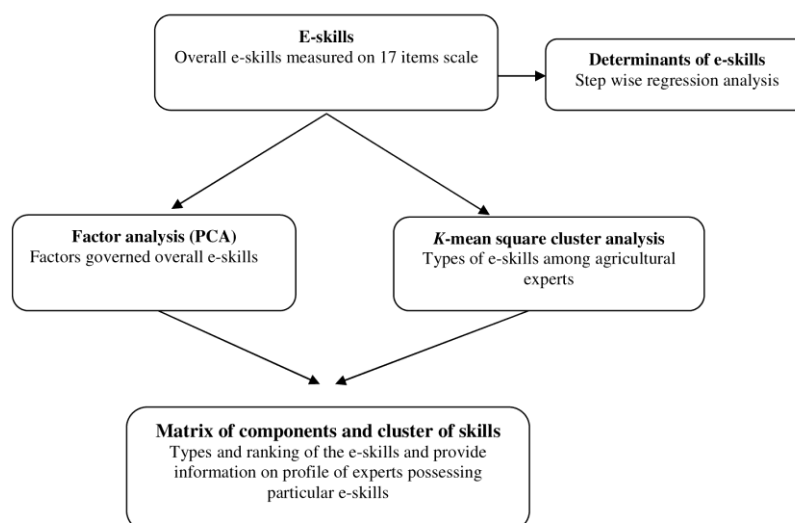 E-skills
Overall e-skills measured on 17 items scale
Determinants of e-skills
Step wise regression analysis
Factor analysis (PCA)
Factors governed overall e-skills
K-mean square cluster analysis
Types of e-skills among agricultural
experts
Matrix of components and cluster of skills
Types and ranking of the e-skills and provide
information on profile of experts possessing
particular e-skills